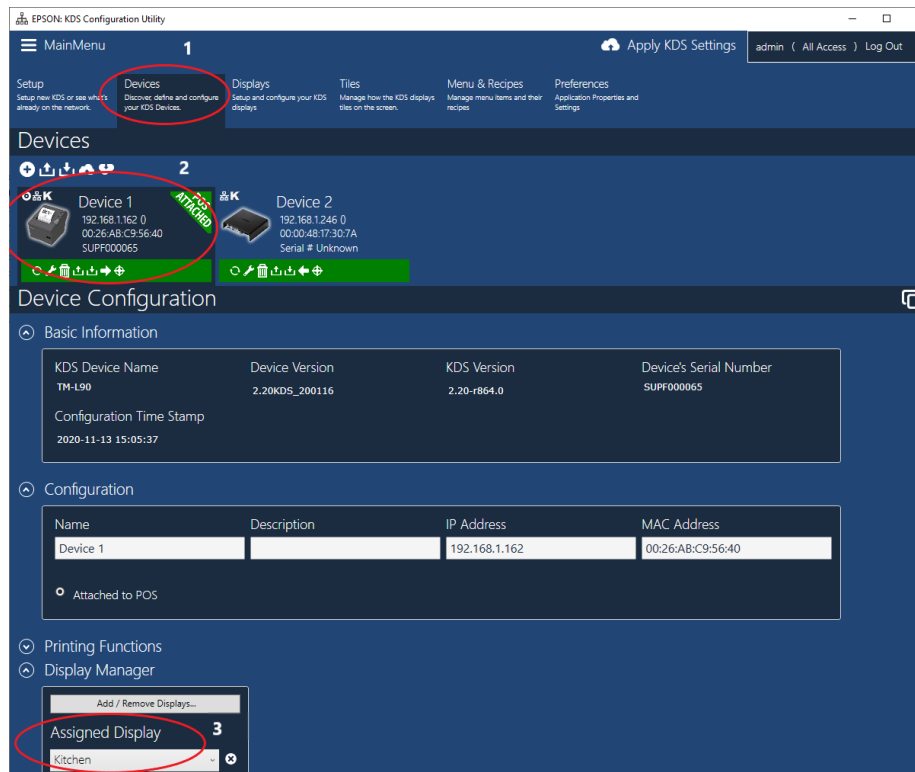 EPSON: KDS Configuration Utility
MainMenu
1
Apply KDS Settings
admin ( All Access ) Log Out
Setup
Setup new KDS or see what's
already on the network.
Devices
Discover, define and configure
your KDS Devices.
Displays
Setup and configure your KDS
displays
Tiles
Manage how the KDS displays
tiles on the screen.
Menu & Recipes
Manage menu items and their
recipes
Preferences
Application Properties and
Settings
Devices
2
K
Device 1
192.168.1.162 ()
00:26:AB:C9:56:40
SUPF000065
POS
ATTACHED
K
Device 2
192.168.1.246 ()
00:00:48:17:30:7A
Serial # Unknown
Device Configuration
Basic Information
KDS Device Name
TM-L90
Device Version
2.20KDS_200116
KDS Version
2.20-r864.0
Device's Serial Number
SUPF000065
Configuration Time Stamp
2020-11-13 15:05:37
Configuration
Name
Device 1
Description
IP Address
192.168.1.162
MAC Address
00:26:AB:C9:56:40
Attached to POS
Printing Functions
Display Manager
Add / Remove Displays...
Assigned Display
3
Kitchen